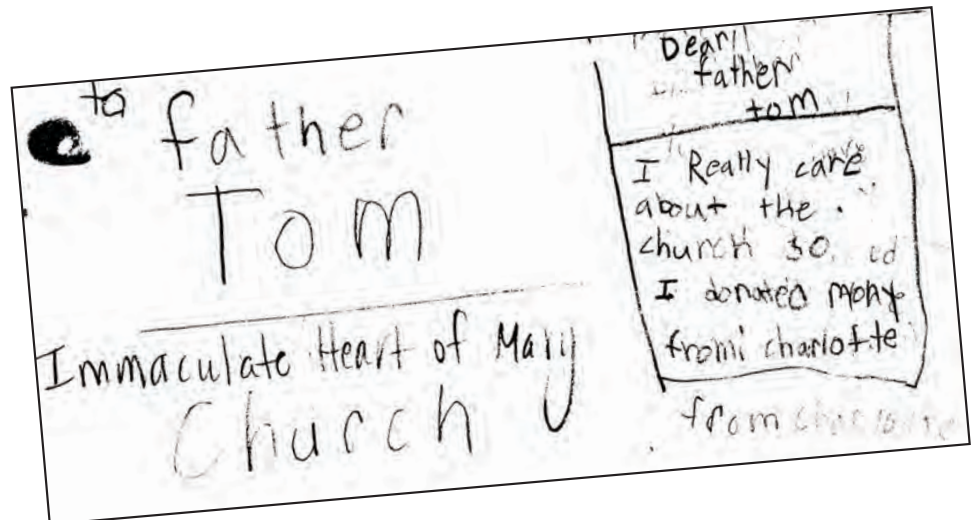 to
father
Tom
Immaculate Heart of Mary
Church
Dear
father
tom
I Really care
about the
church so
I donated mony
from: charlotte
from charlotte